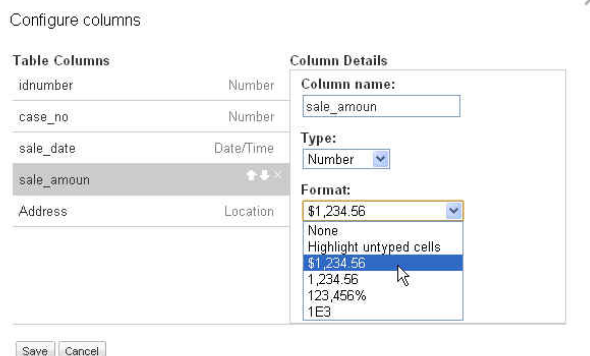 Configure columns
Table Columns
idnumber Number
case_no Number
sale_date Date/Time
sale_amoun
Address Location
Column Details
Column name:
sale_amoun
Type:
Number
Format:
$1,234.56
None
Highlight untyped cells
$1,234.56
1,234.56
123,456%
1E3
Save Cancel